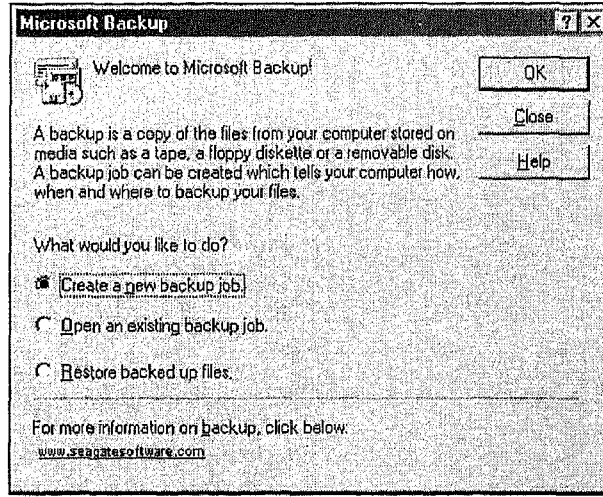 Microsoft Backup
Welcome to Microsoft Backup!
OK
Close
Help
A backup is a copy of the files from your computer stored on
media such as a tape, a floppy diskette or a removable disk.
A backup job can be created which tells your computer how,
when and where to backup your files.
What would you like to do?
Create a new backup job.
Open an existing backup job.
Restore backed up files.
For more information on backup, click below:
www.seagatesoftware.com